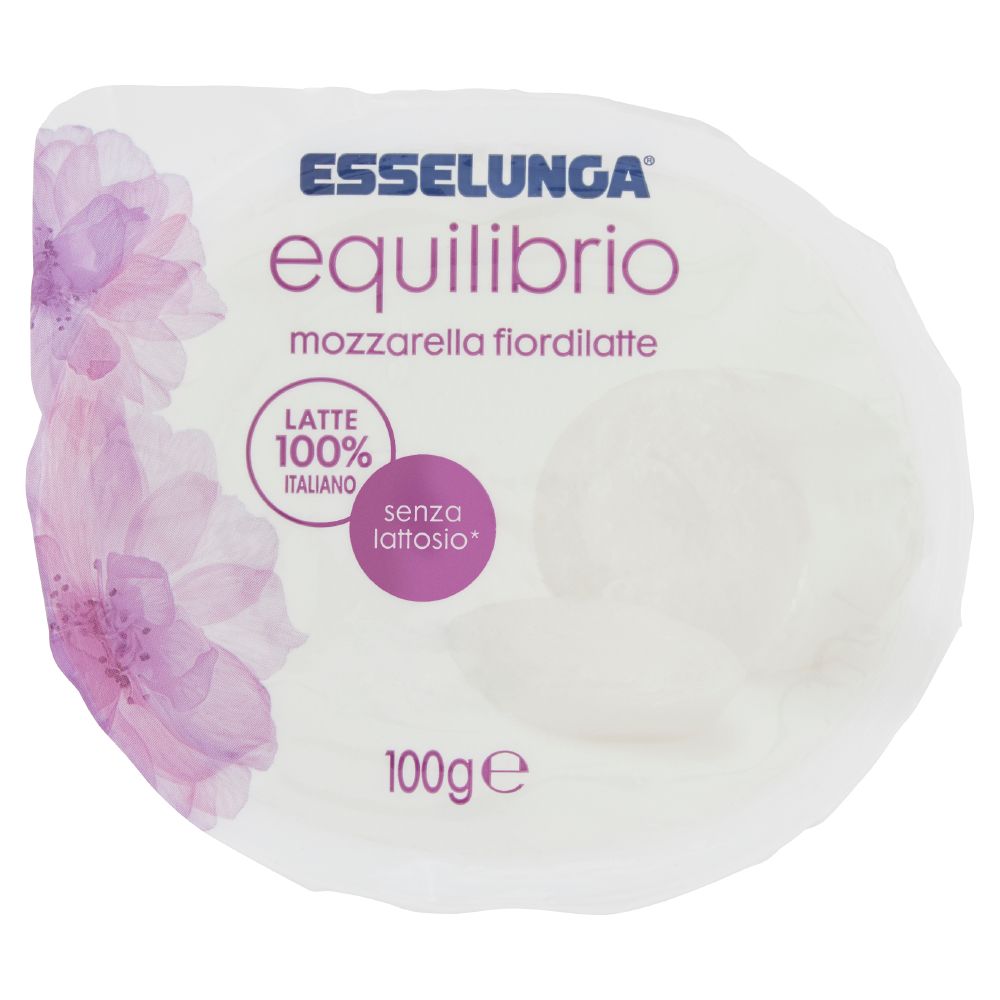 ESSELUNGA®
equilibrio
mozzarella fiordilatte
LATTE
100%
ITALIANO
senza
lattosio*
100g℮